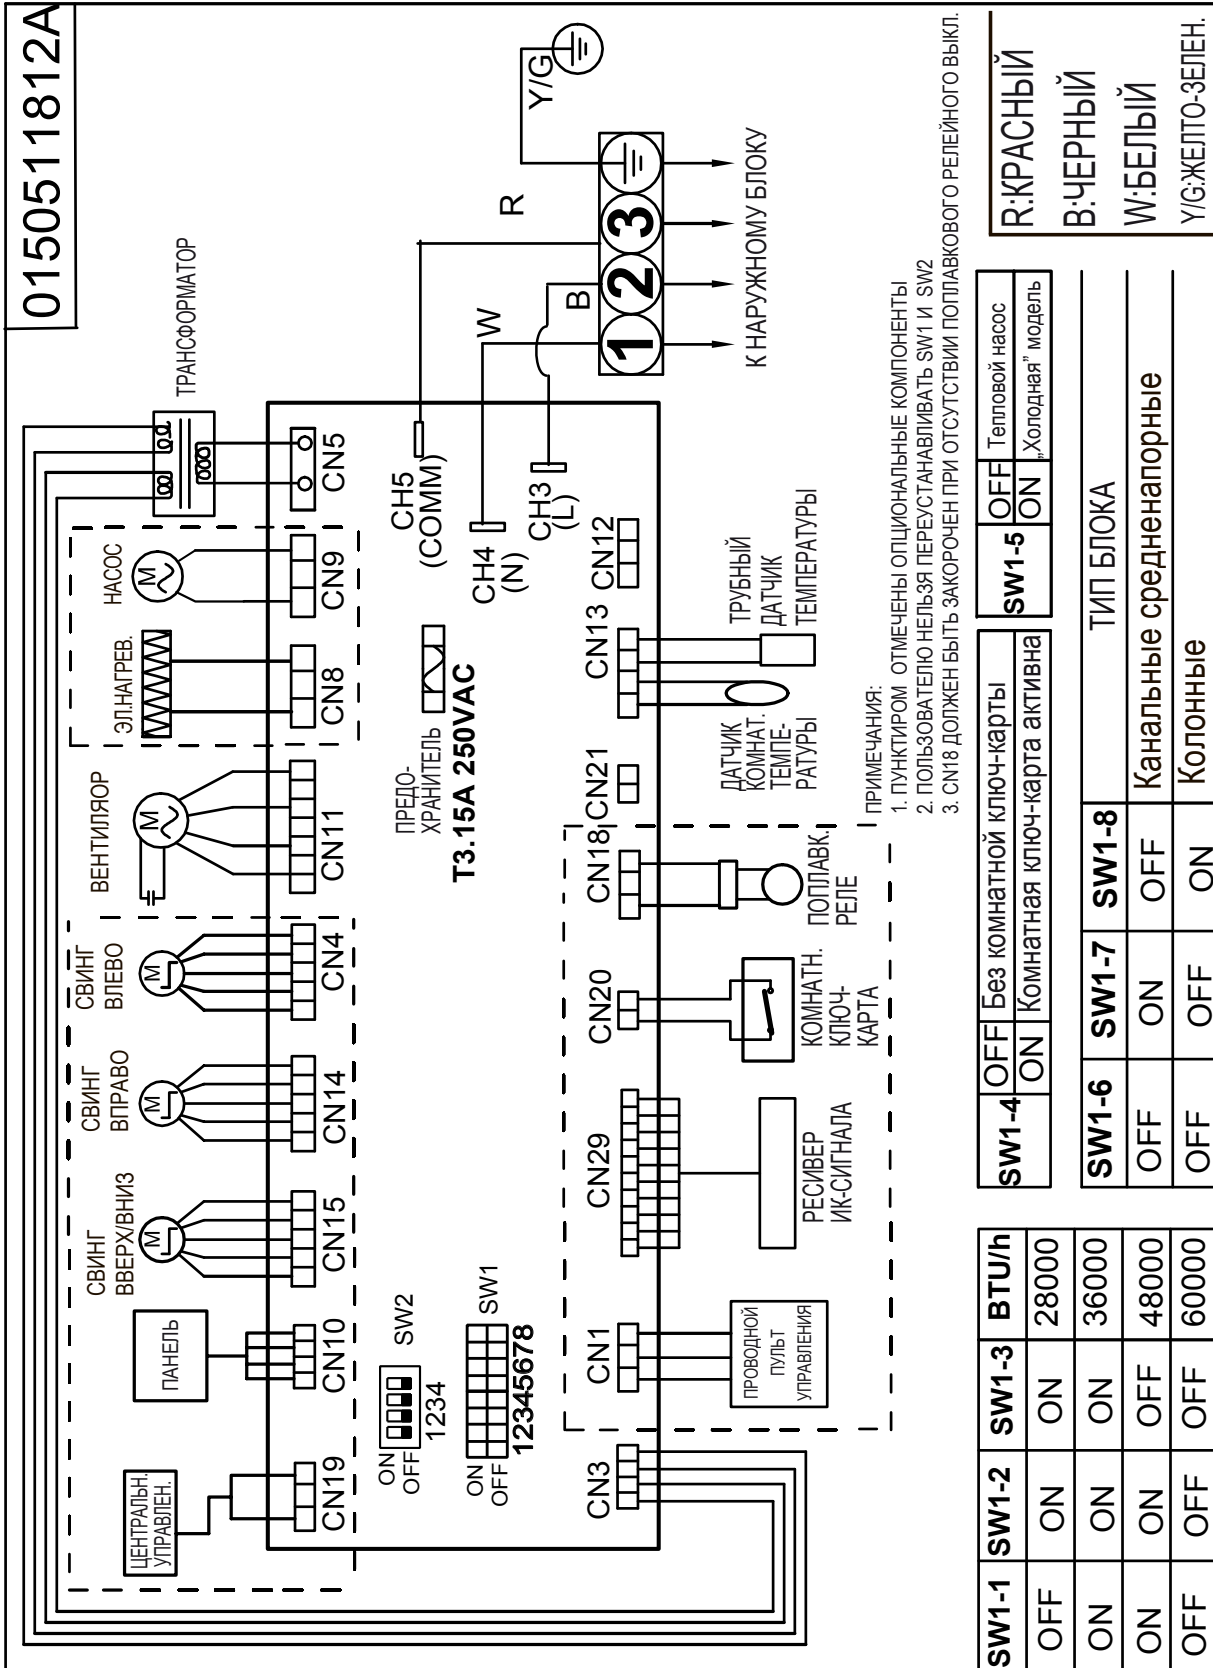 0150511812A
ЦЕНТРАЛЬН.
УПРАВЛЕН.
ПАНЕЛЬ
СВИНГ
ВВЕРХ/ВНИЗ
СВИНГ
ВПРАВО
СВИНГ
ВЛЕВО
ВЕНТИЛЯОР
ЭЛ.НАГРЕВ.
НАСОС
ТРАНСФОРМАТОР
M
M
M
M
M
CN19
CN10
CN15
CN14
CN4
CN11
CN8
CN9
CN5
ON
OFF
1234
SW2
ON
OFF
12345678
SW1
ПРЕДО-
ХРАНИТЕЛЬ
T3.15A 250VAC
CH5
(COMM)
CH4
(N)
CH3
(L)
W
B
R
Y/G
1
2
3
К НАРУЖНОМУ БЛОКУ
CN3
CN1
CN29
CN20
CN18
CN21
CN13
CN12
ПРОВОДНОЙ
ПУЛЬТ
УПРАВЛЕНИЯ
РЕСИВЕР
ИК-СИГНАЛА
КОМНАТН.
КЛЮЧ-
КАРТА
ПОПЛАВК.
РЕЛЕ
ДАТЧИК
КОМНАТ.
ТЕМПЕ-
РАТУРЫ
ТРУБНЫЙ
ДАТЧИК
ТЕМПЕРАТУРЫ
ПРИМЕЧАНИЯ:
1. ПУНКТИРОМ ОТМЕЧЕНЫ ОПЦИОНАЛЬНЫЕ КОМПОНЕНТЫ
2. ПОЛЬЗОВАТЕЛЮ НЕЛЬЗЯ ПЕРЕУСТАНАВЛИВАТЬ SW1 И SW2
3. CN18 ДОЛЖЕН БЫТЬ ЗАКОРОЧЕН ПРИ ОТСУТСТВИИ ПОПЛАВКОВОГО РЕЛЕЙНОГО ВЫКЛ.
SW1-1 SW1-2 SW1-3 BTU/h
OFF ON ON 28000
ON ON ON 36000
ON ON OFF 48000
OFF OFF OFF 60000
SW1-4 OFF Без комнатной ключ-карты
ON Комнатная ключ-карта активна
SW1-5 OFF Тепловой насос
ON „Холодная” модель
SW1-6 SW1-7 SW1-8 ТИП БЛОКА
OFF ON OFF Канальные средненапорные
OFF OFF ON Колонные
R:КРАСНЫЙ
B:ЧЕРНЫЙ
W:БЕЛЫЙ
Y/G:ЖЕЛТО-ЗЕЛЕН.